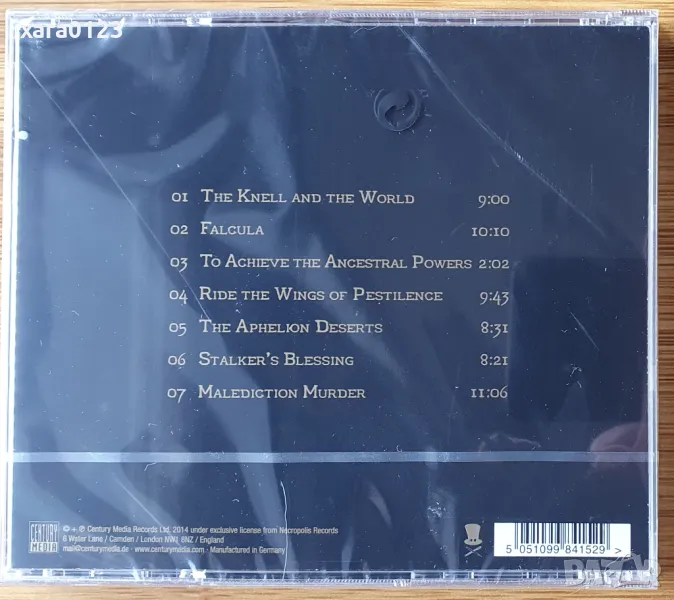 xara0123
01 The Knell and the World 9:00
02 Falcula 10:10
03 To Achieve the Ancestral Powers 2:02
04 Ride the Wings of Pestilence 9:43
05 The Aphelion Deserts 8:31
06 Stalker's Blessing 8:21
07 Malediction Murder 11:06
CENTURY
MEDIA
© + ℗ Century Media Records Ltd. 2014 under exclusive license from Necropolis Records
6 Water Lane / Camden / London NW1 8NZ / England
mail@centurymedia.de · www.centurymedia.com · Manufactured in Germany
5 051099 841529 >